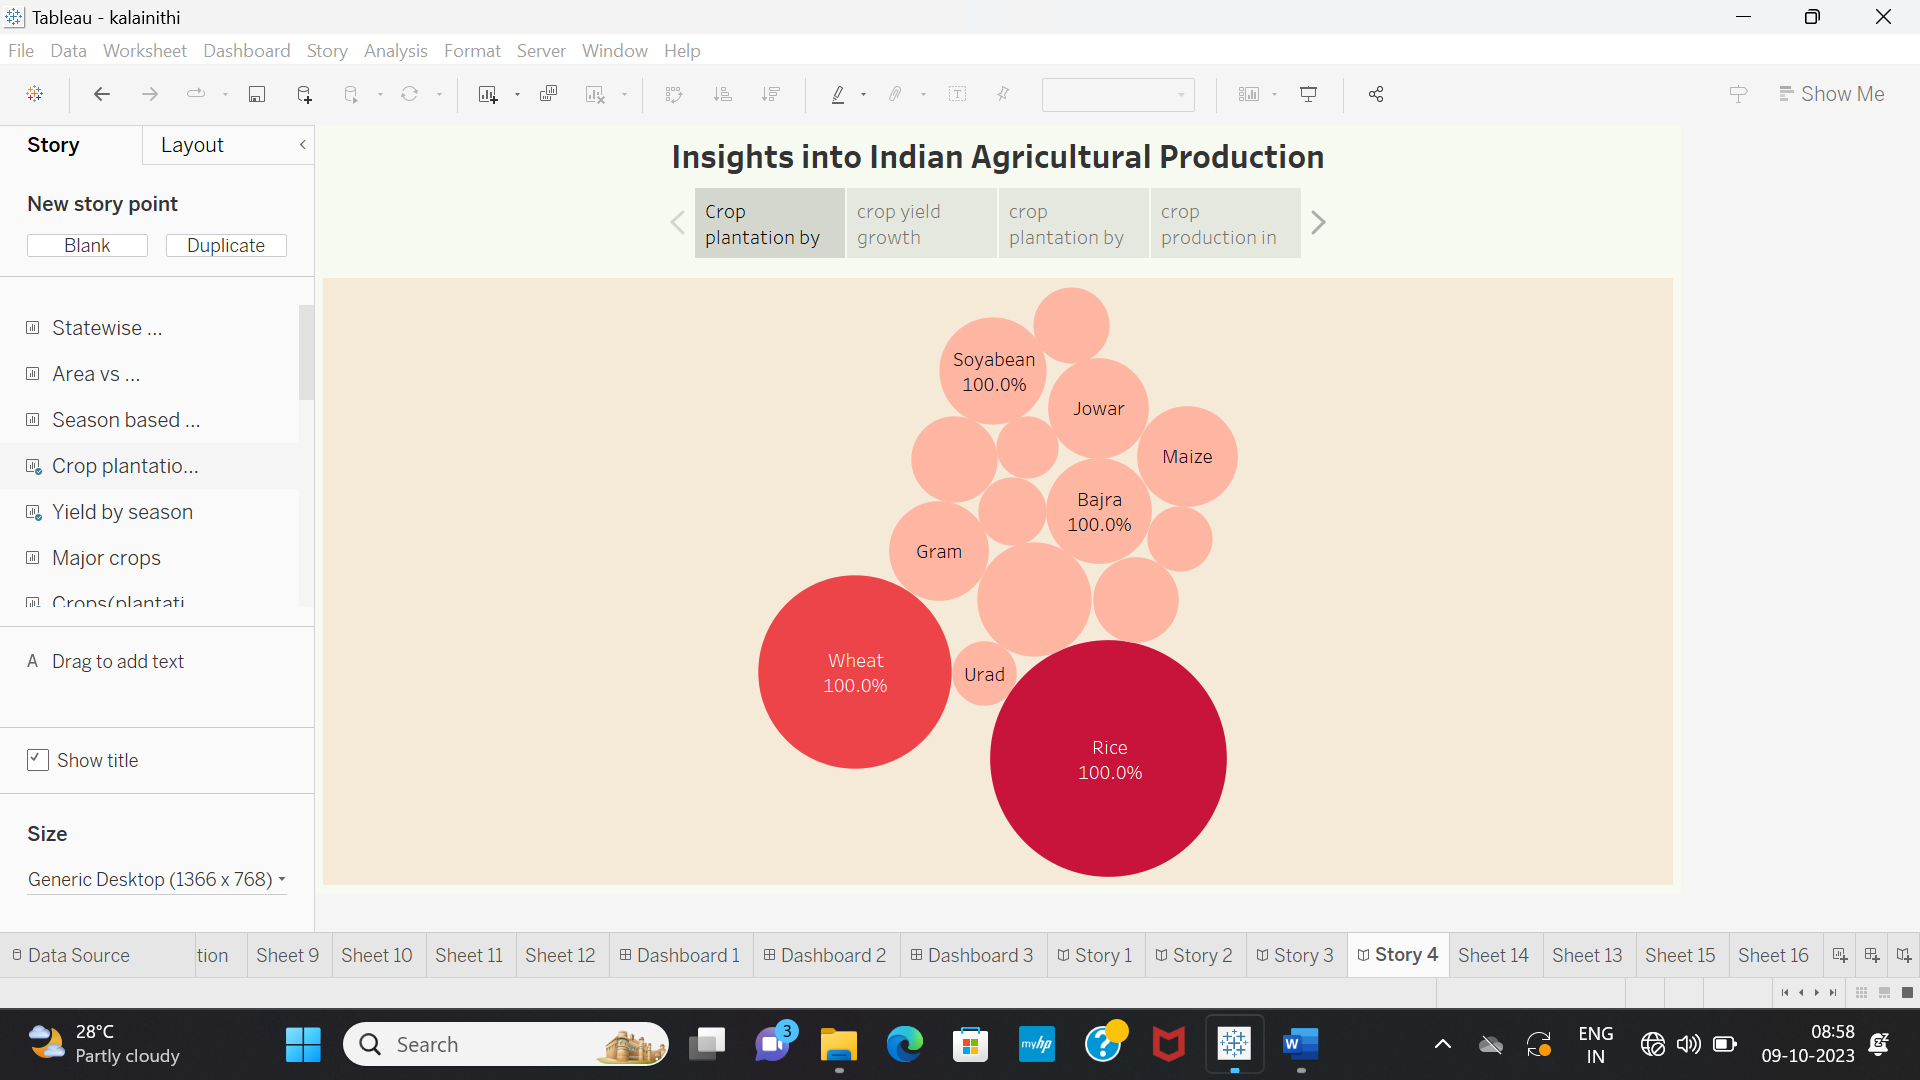 Tableau - kalainithi
File Data Worksheet Dashboard Story Analysis Format Server Window Help
Show Me
Story Layout
New story point
Blank Duplicate
Statewise ...
Area vs ...
Season based ...
Crop plantatio...
Yield by season
Major crops
Crops(plantati
A Drag to add text
Show title
Size
Generic Desktop (1366 x 768)
Insights into Indian Agricultural Production
Crop
plantation by
crop yield
growth
crop
plantation by
crop
production in
Soyabean
100.0%
Jowar
Maize
Bajra
100.0%
Gram
Wheat
100.0%
Urad
Rice
100.0%
Data Source tion Sheet 9 Sheet 10 Sheet 11 Sheet 12 Dashboard 1 Dashboard 2 Dashboard 3 Story 1 Story 2 Story 3 Story 4 Sheet 14 Sheet 13 Sheet 15 Sheet 16
28°C
Partly cloudy
Search
3
myhp
?
W
ENG
IN
08:58
09-10-2023